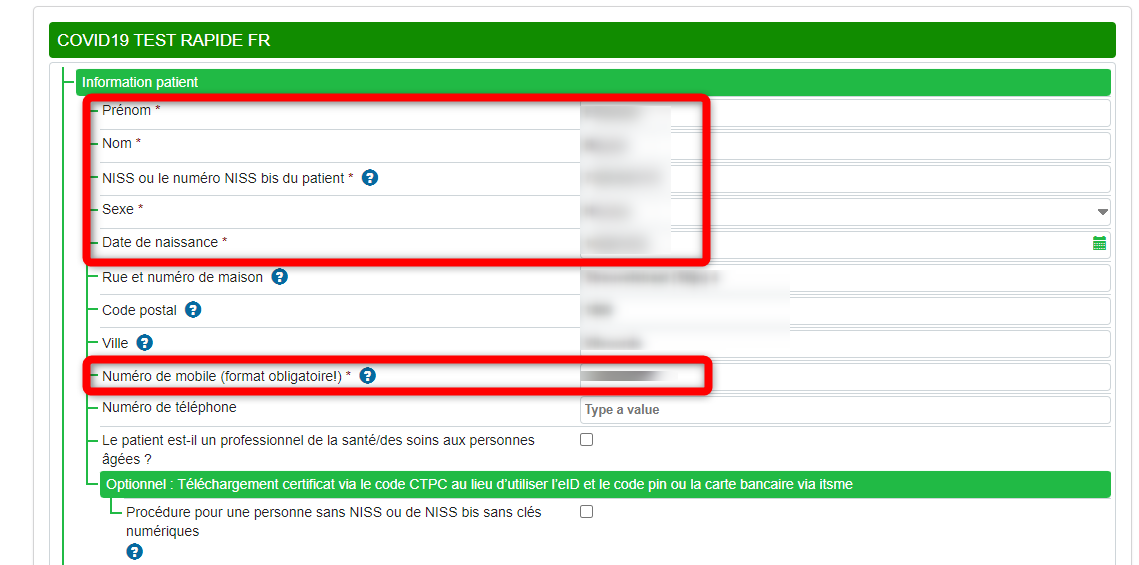 COVID19 TEST RAPIDE FR
Information patient
Prénom *
Nom *
NISS ou le numéro NISS bis du patient * ?
Sexe *
Date de naissance *
Rue et numéro de maison ?
Code postal ?
Ville ?
Numéro de mobile (format obligatoire!) * ?
Numéro de téléphone Type a value
Le patient est-il un professionnel de la santé/des soins aux personnes
âgées ?
Optionnel : Téléchargement certificat via le code CTPC au lieu d'utiliser l'eID et le code pin ou la carte bancaire via itsme
Procédure pour une personne sans NISS ou de NISS bis sans clés
numériques
?